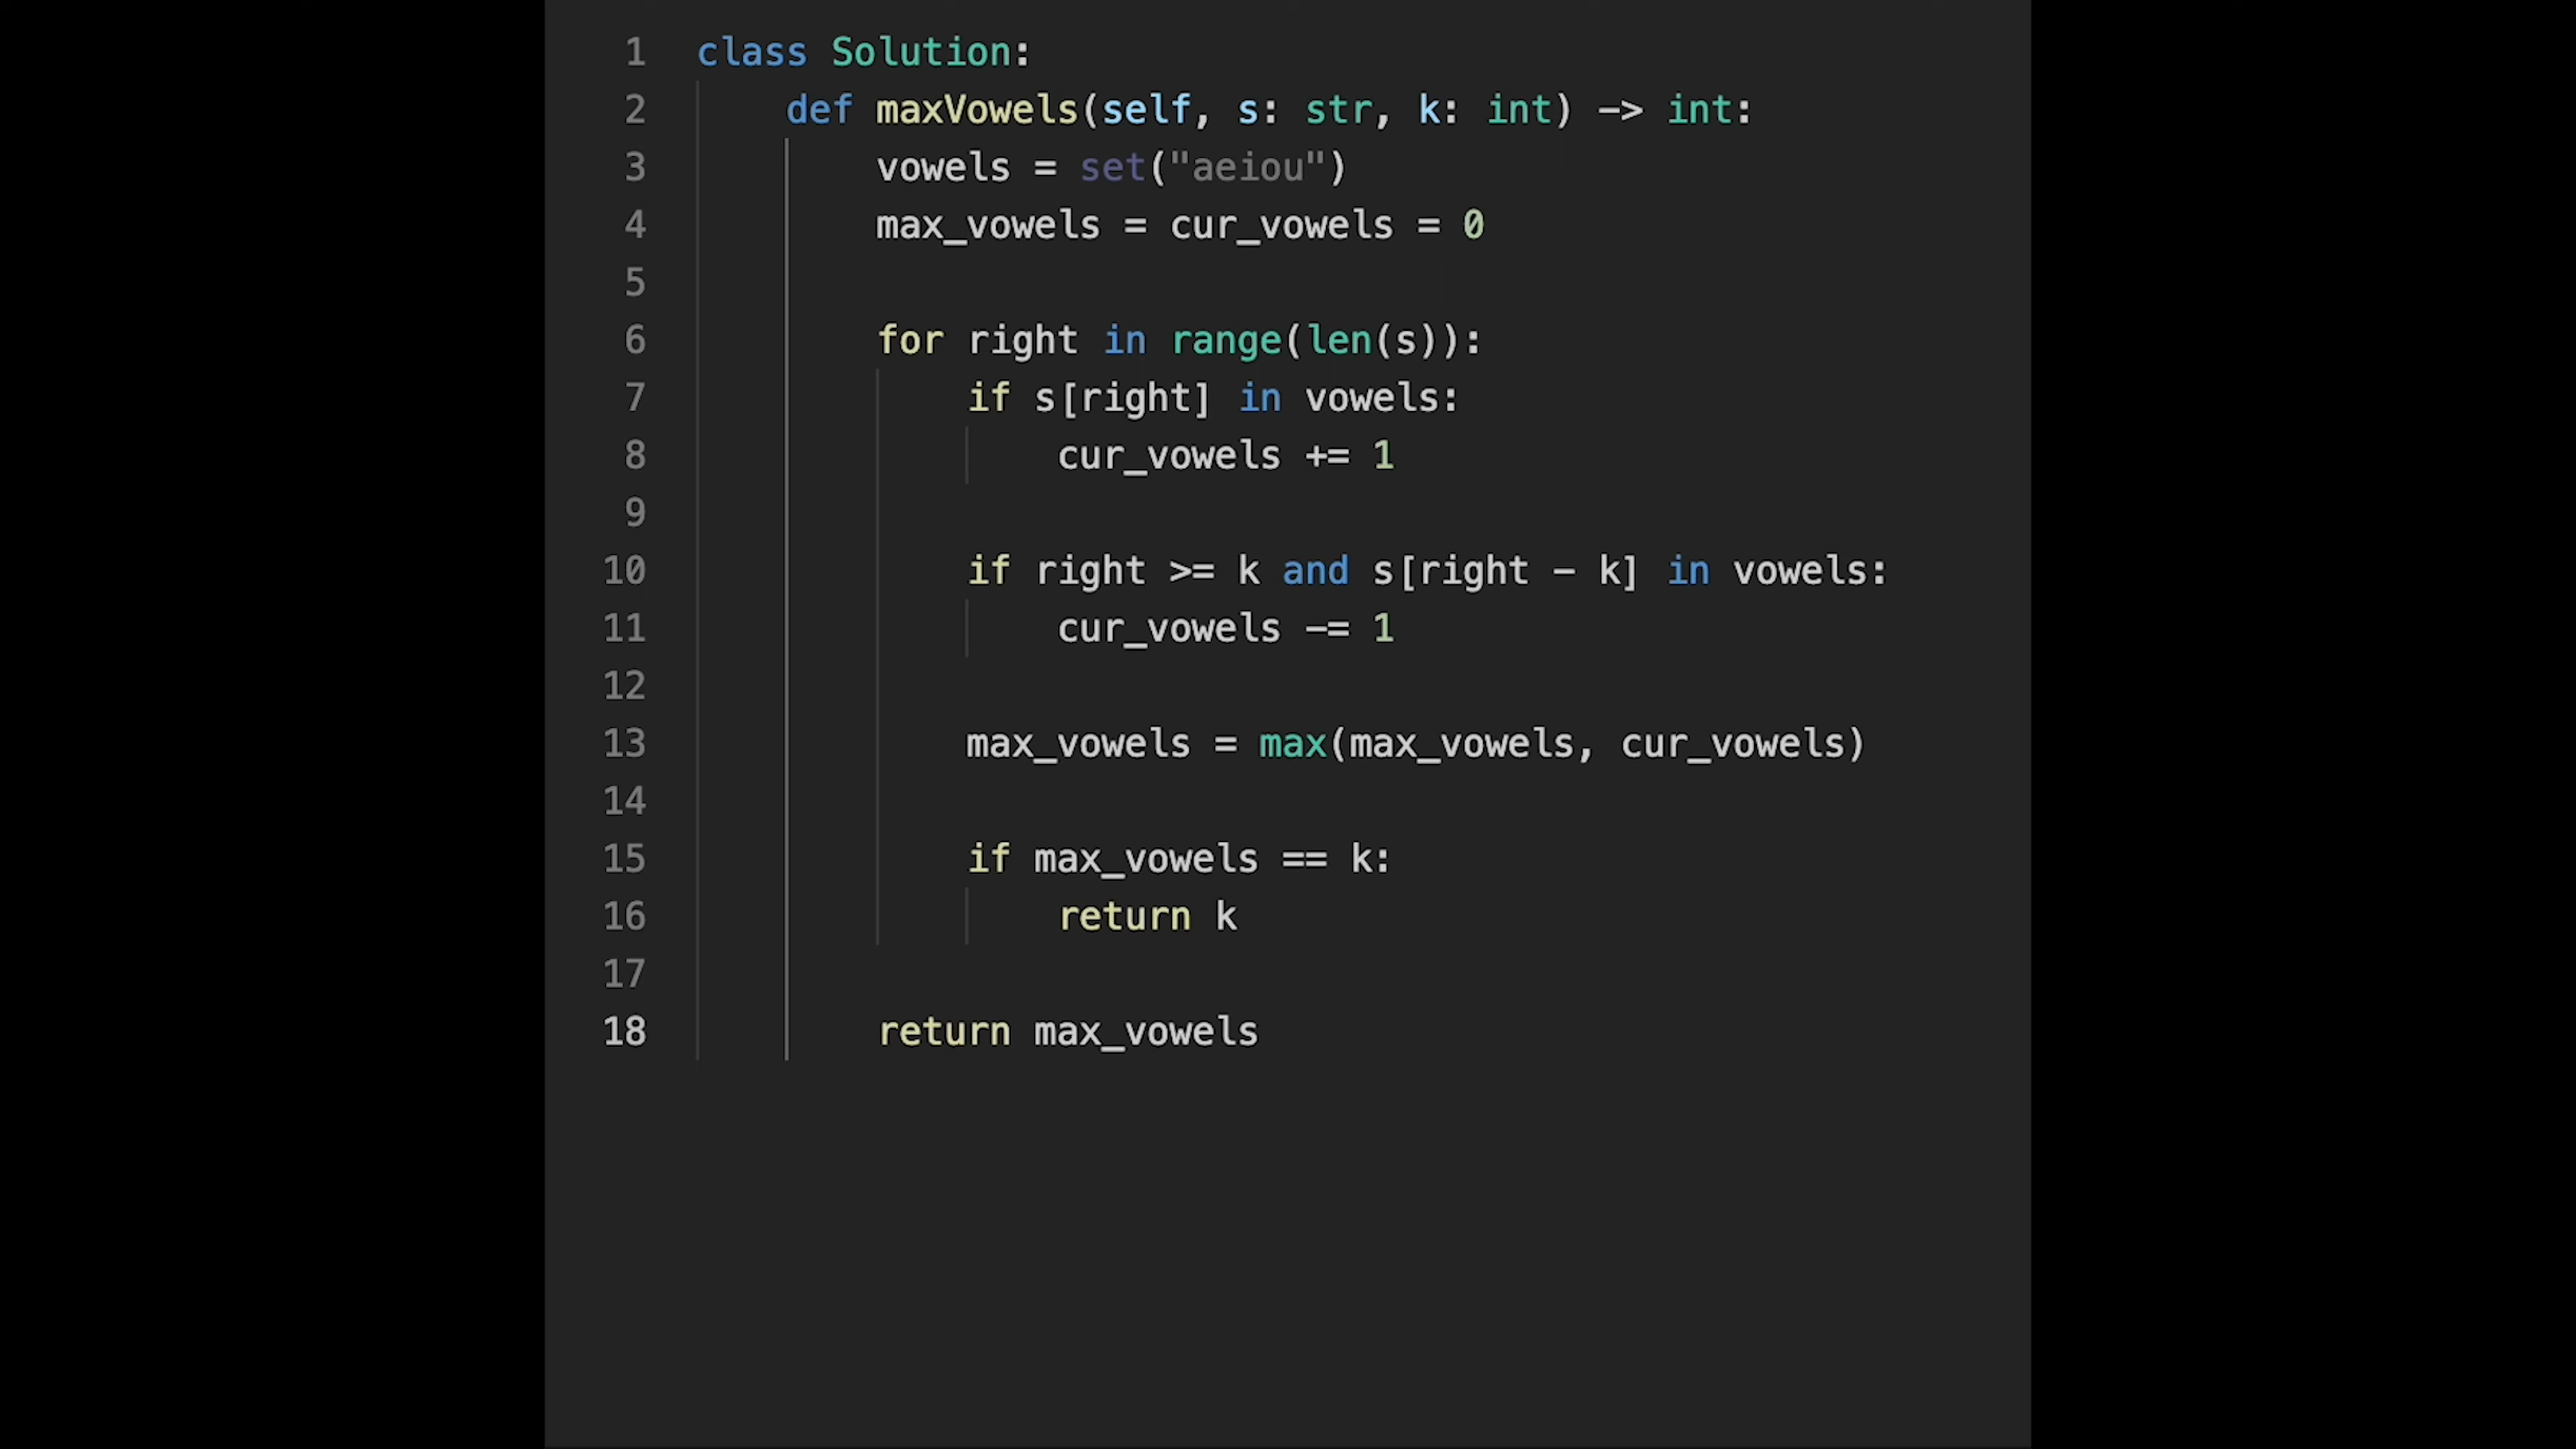 1 class Solution:
2     def maxVowels(self, s: str, k: int) -> int:
3         vowels = set("aeiou")
4         max_vowels = cur_vowels = 0
5
6         for right in range(len(s)):
7             if s[right] in vowels:
8                 cur_vowels += 1
9
10             if right >= k and s[right - k] in vowels:
11                 cur_vowels -= 1
12
13             max_vowels = max(max_vowels, cur_vowels)
14
15             if max_vowels == k:
16                 return k
17
18         return max_vowels